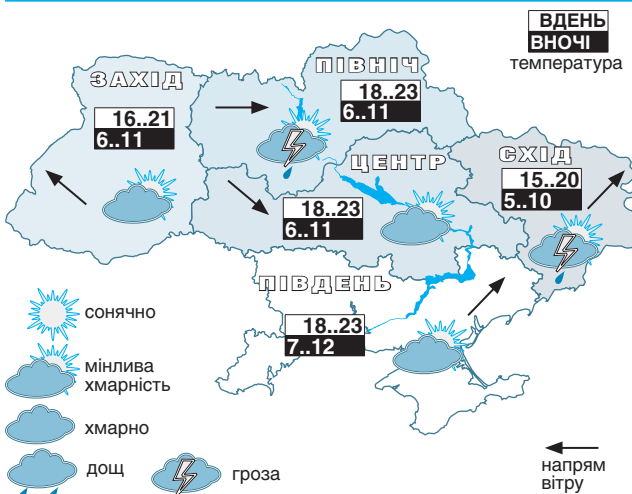 ВДЕНЬ
ВНОЧІ
температура
ЗАХІД
16..21
6..11
ПІВНІЧ
18..23
6..11
ЦЕНТР
18..23
6..11
СХІД
15..20
5..10
ПІВДЕНЬ
18..23
7..12
сонячно
мінлива
хмарність
хмарно
дощ
гроза
напрям
вітру